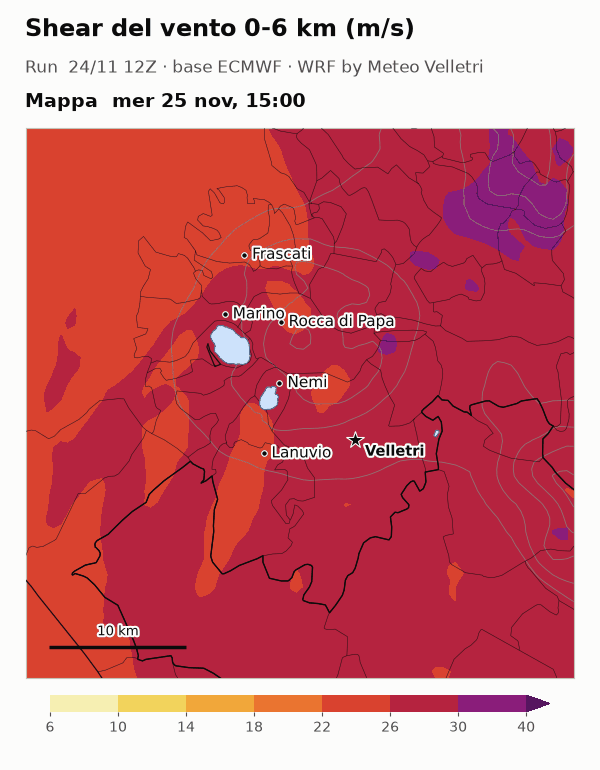 Shear del vento 0-6 km (m/s)
Run  24/11 12Z · base ECMWF · WRF by Meteo Velletri
Mappa  mer 25 nov, 15:00
Frascati
Marino
Rocca di Papa
Nemi
Velletri
Lanuvio
10 km
6 10 14 18 22 26 30 40